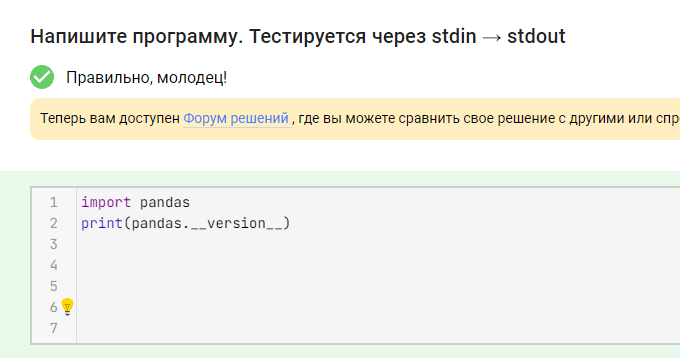 Напишите программу. Тестируется через stdin → stdout
Правильно, молодец!
Теперь вам доступен Форум решений , где вы можете сравнить свое решение с другими или
1 import pandas
2 print(pandas.__version__)
3
4
5
6
7